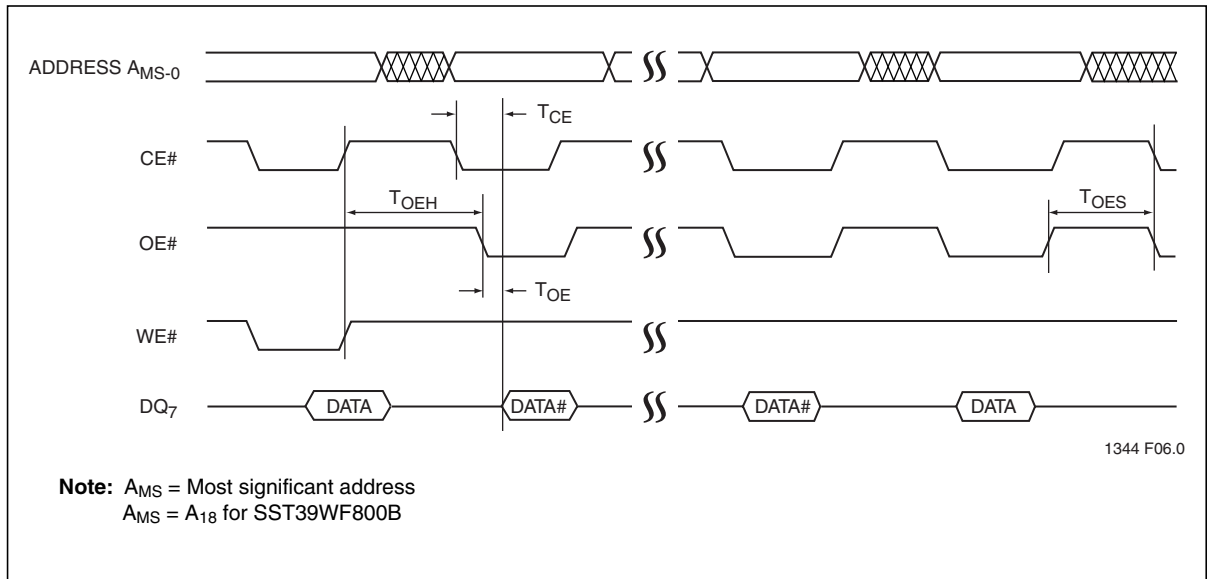 ADDRESS AMS-0
TCE
CE#
TOEH
TOES
OE#
TOE
WE#
DQ7
DATA
DATA#
DATA#
DATA
1344 F06.0
Note: AMS = Most significant address
AMS = A18 for SST39WF800B